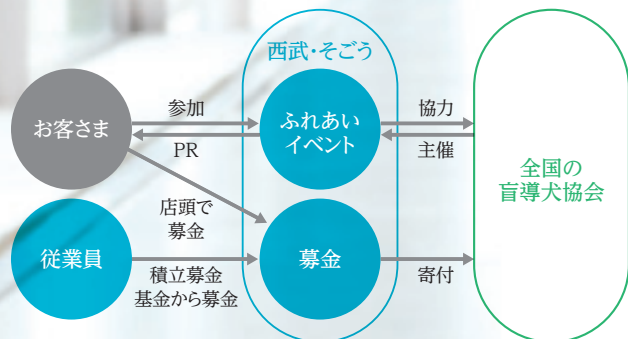 西武・そごう
お客さま
参加
PR
ふれあい
イベント
協力
主催
全国の
盲導犬協会
店頭で
募金
従業員
積立募金
基金から募金
募金
寄付